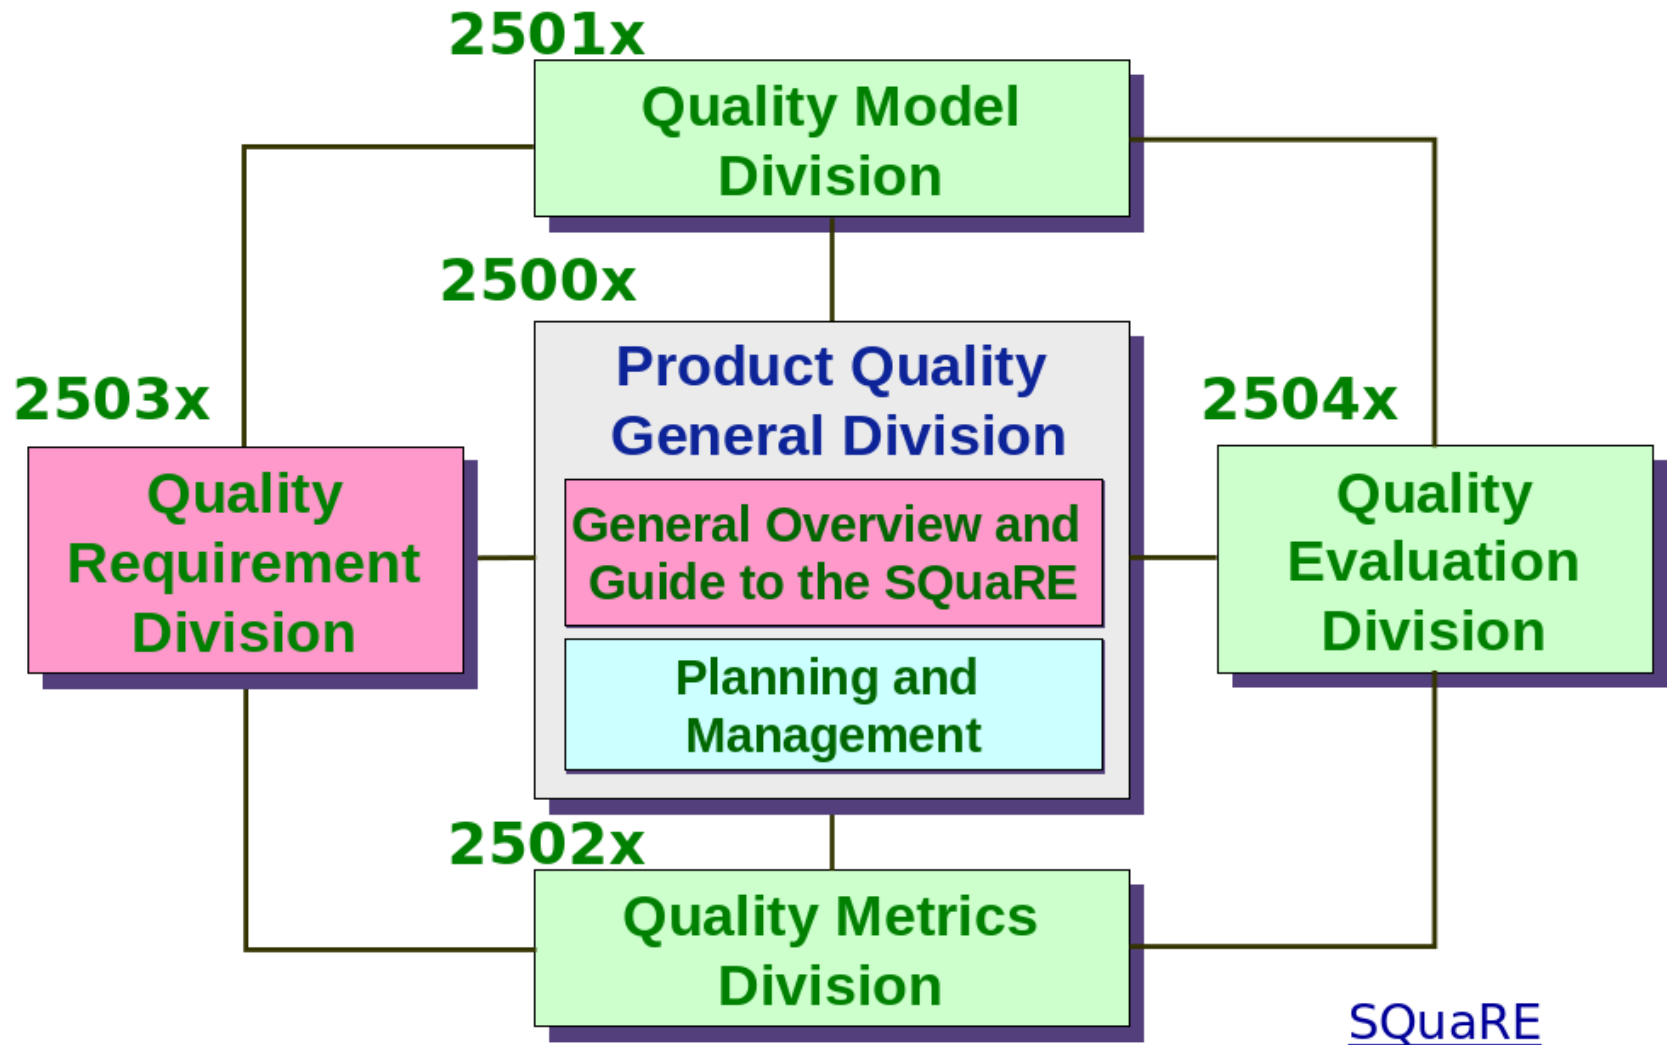 2501x
Quality Model
Division
2500x
Product Quality
General Division
General Overview and
Guide to the SQuaRE
Planning and
Management
2503x
Quality
Requirement
Division
2504x
Quality
Evaluation
Division
2502x
Quality Metrics
Division
SQuaRE